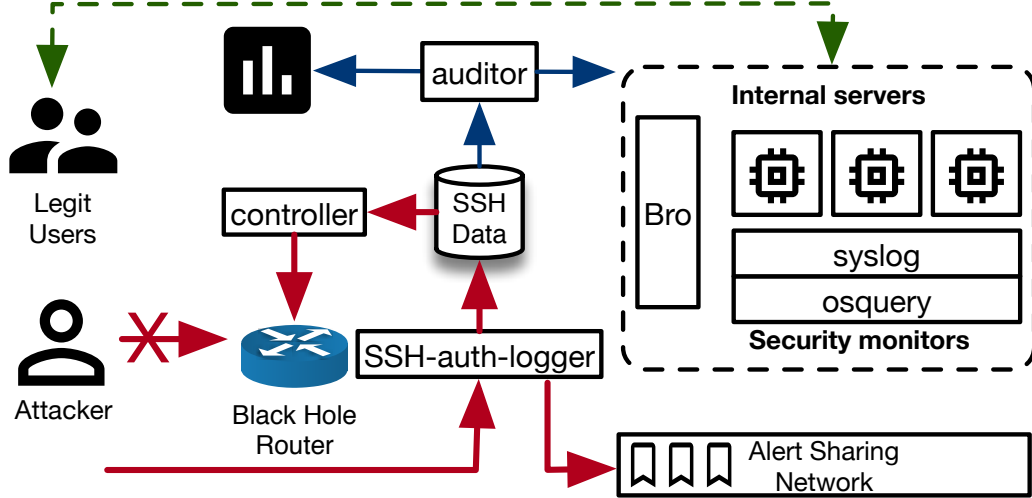 auditor
Internal servers
Legit
Users
controller
SSH
Data
Bro
syslog
osquery
Security monitors
Attacker
Black Hole
Router
SSH-auth-logger
Alert Sharing
Network